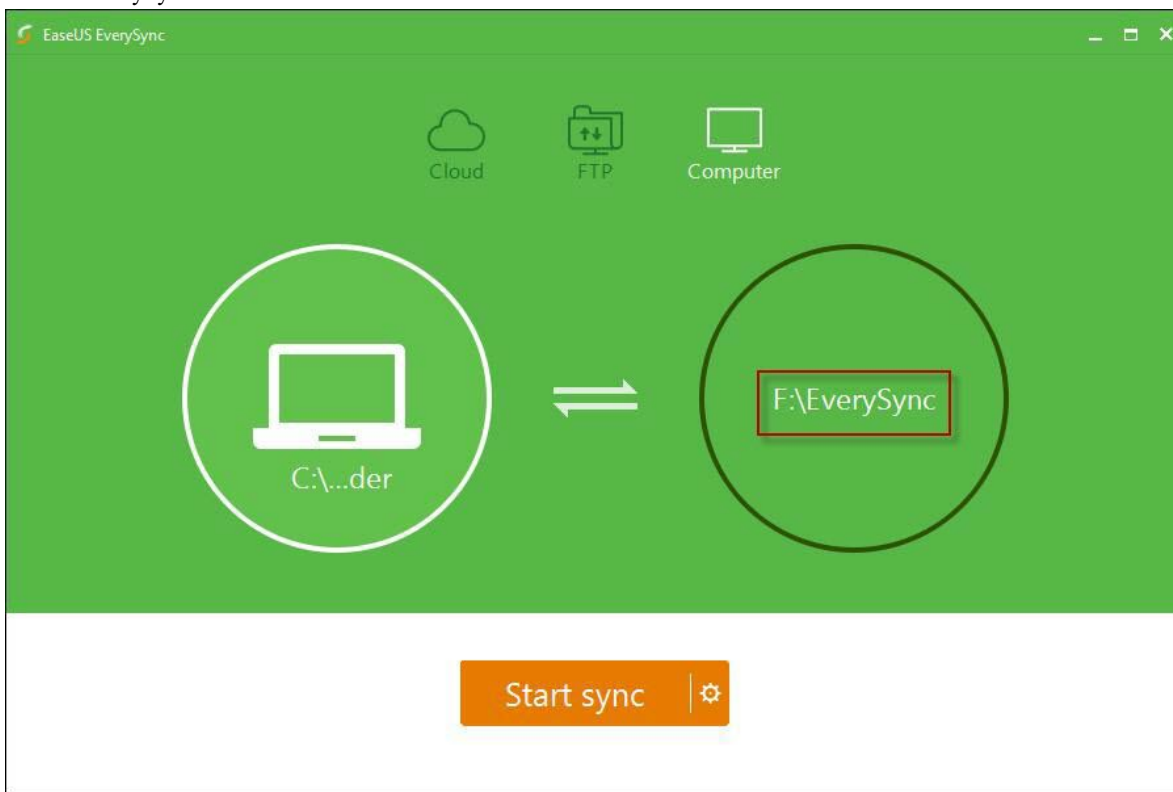 EaseUS EverySync
Cloud
FTP
Computer
C:\...der
F:\EverySync
Start sync